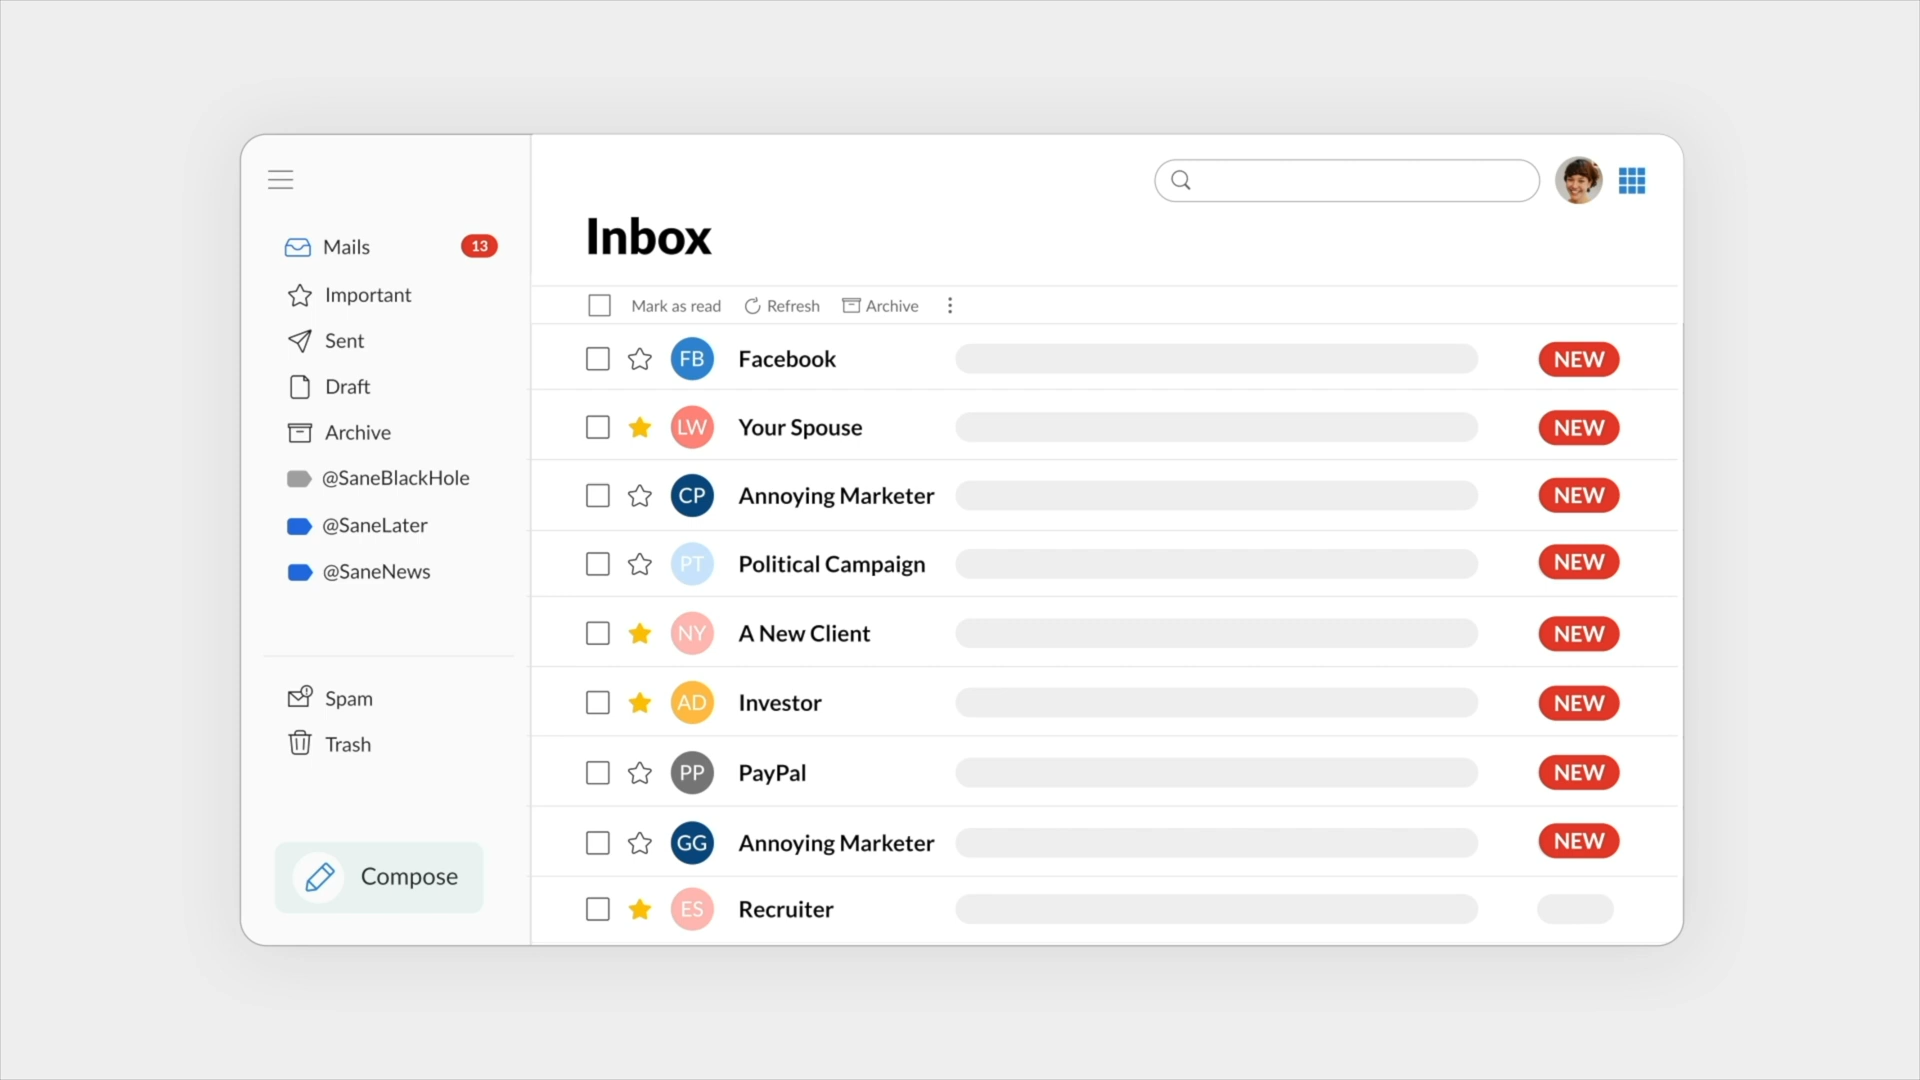 Mails 13
Important
Sent
Draft
Archive
@SaneBlackHole
@SaneLater
@SaneNews
Spam
Trash
Compose
Inbox
Mark as read Refresh Archive
FB Facebook NEW
LW Your Spouse NEW
CP Annoying Marketer NEW
PT Political Campaign NEW
NY A New Client NEW
AD Investor NEW
PP PayPal NEW
GG Annoying Marketer NEW
ES Recruiter